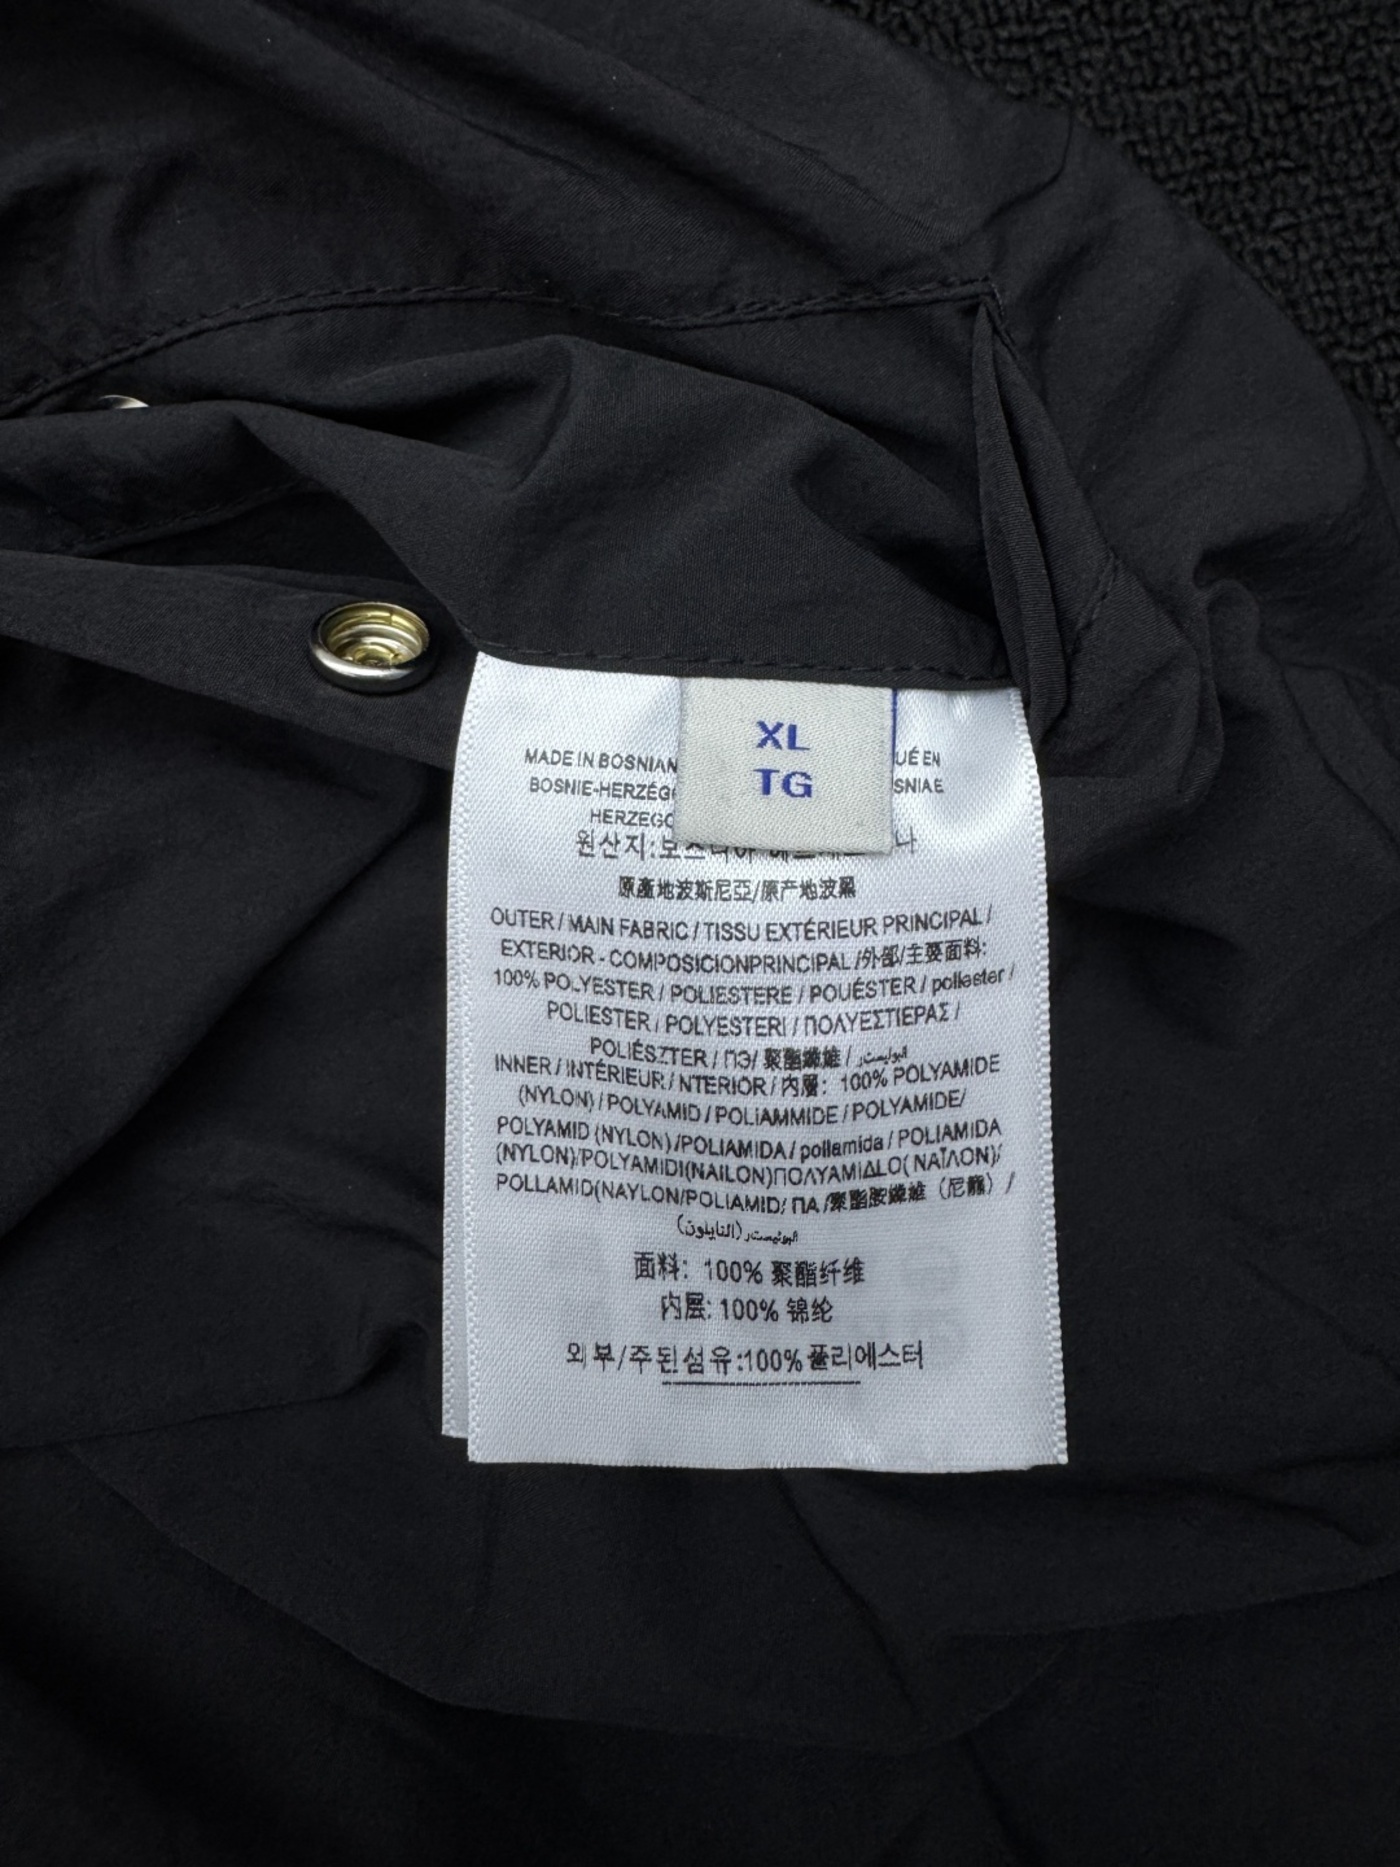 XL
TG
MADE IN BOSNIAN UÉ EN
BOSNIE-HERZÉG SNIA E
HERZEGO
원산지:보스니아
原產地波斯尼亞/原产地波黑
OUTER / MAIN FABRIC / TISSU EXTÉRIEUR PRINCIPAL /
EXTERIOR - COMPOSICIONPRINCIPAL /外部/主要面料:
100% POLYESTER / POLIESTERE / POUÉSTER / poliester /
POLIESTER / POLYESTERI / ΠΟΛΥΕΣΤΙΕΡΑΣ /
POLIÉSZTER / ПЭ/ 聚酯纖維 /
INNER / INTÉRIEUR / NTERIOR / 内層: 100% POLYAMIDE
(NYLON) / POLYAMID / POLIAMMIDE / POLYAMIDE/
POLYAMID (NYLON) /POLIAMIDA / poliamida / POLIAMIDA
(NYLON)/POLYAMIDI(NAILON)ΠΟΛΥΑΜΙΔLO( ΝΑΪΛΟΝ)/
POLLAMID(NAYLON/POLIAMID/ ПА /聚酯胺纖維（尼龍）/
(النايلون)
面料: 100% 聚酯纤维
内层: 100% 锦纶
외부/주된섬유:100%폴리에스터